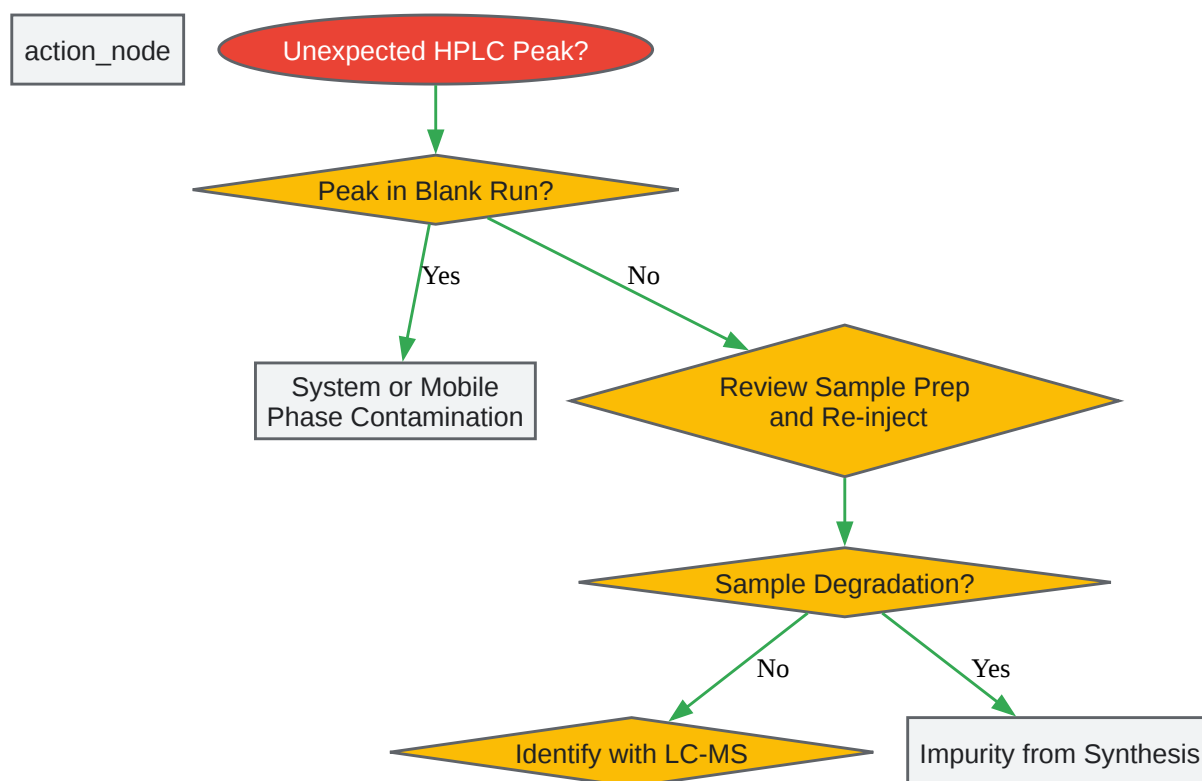 action_node
Unexpected HPLC Peak?
Peak in Blank Run?
Yes
No
System or Mobile
Phase Contamination
Review Sample Prep
and Re-inject
Sample Degradation?
No
Yes
Identify with LC-MS
Impurity from Synthesis